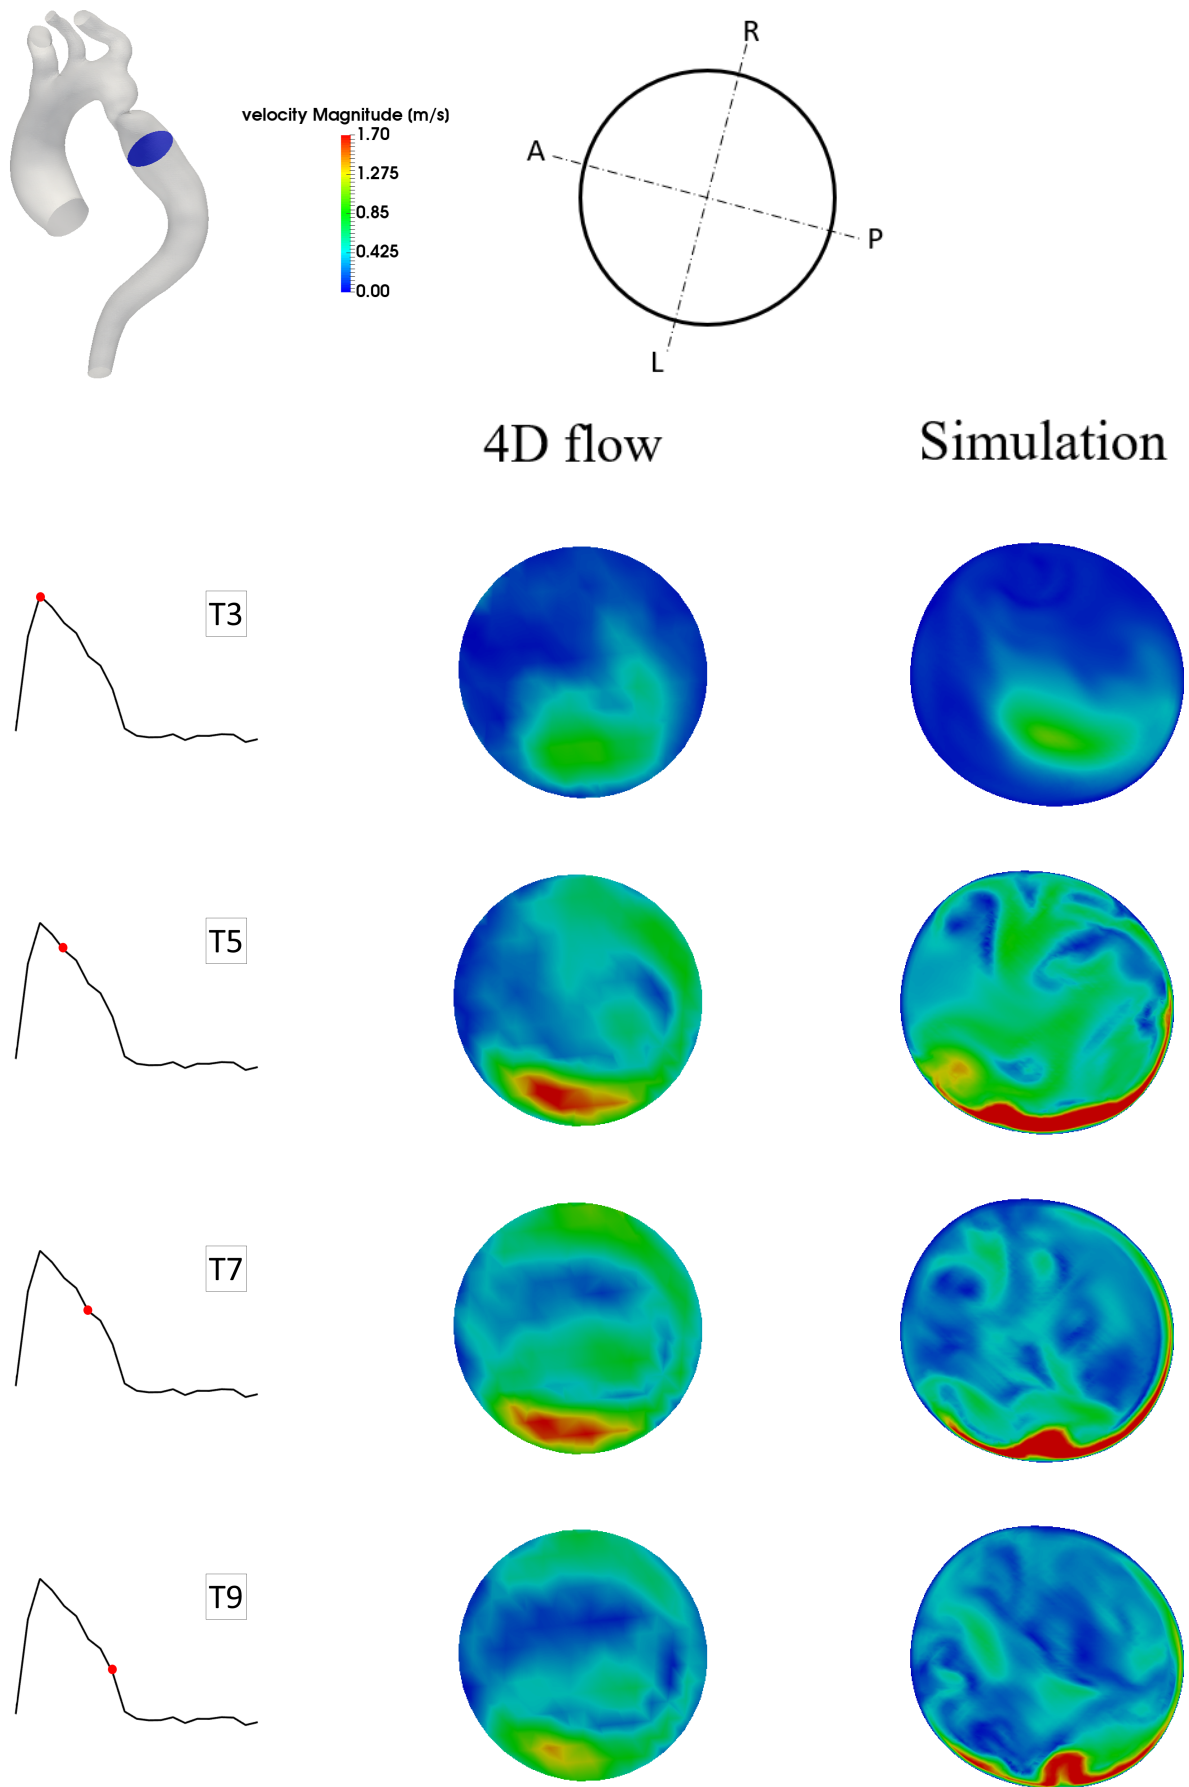 velocity Magnitude (m/s)
1.70
1.275
0.85
0.425
0.00
R
A
P
L
4D flow
Simulation
T3
T5
T7
T9